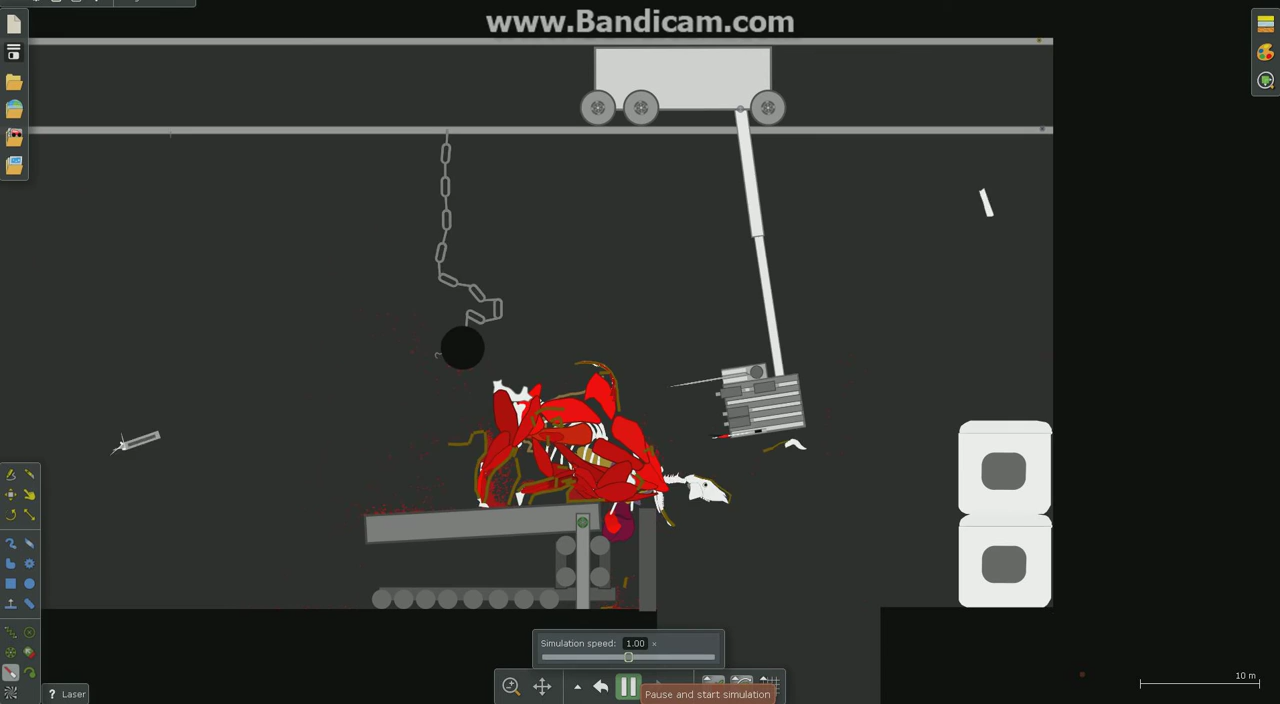 www.Bandicam.com
Simulation speed: 1.00 ×
Pause and start simulation
? Laser
10 m